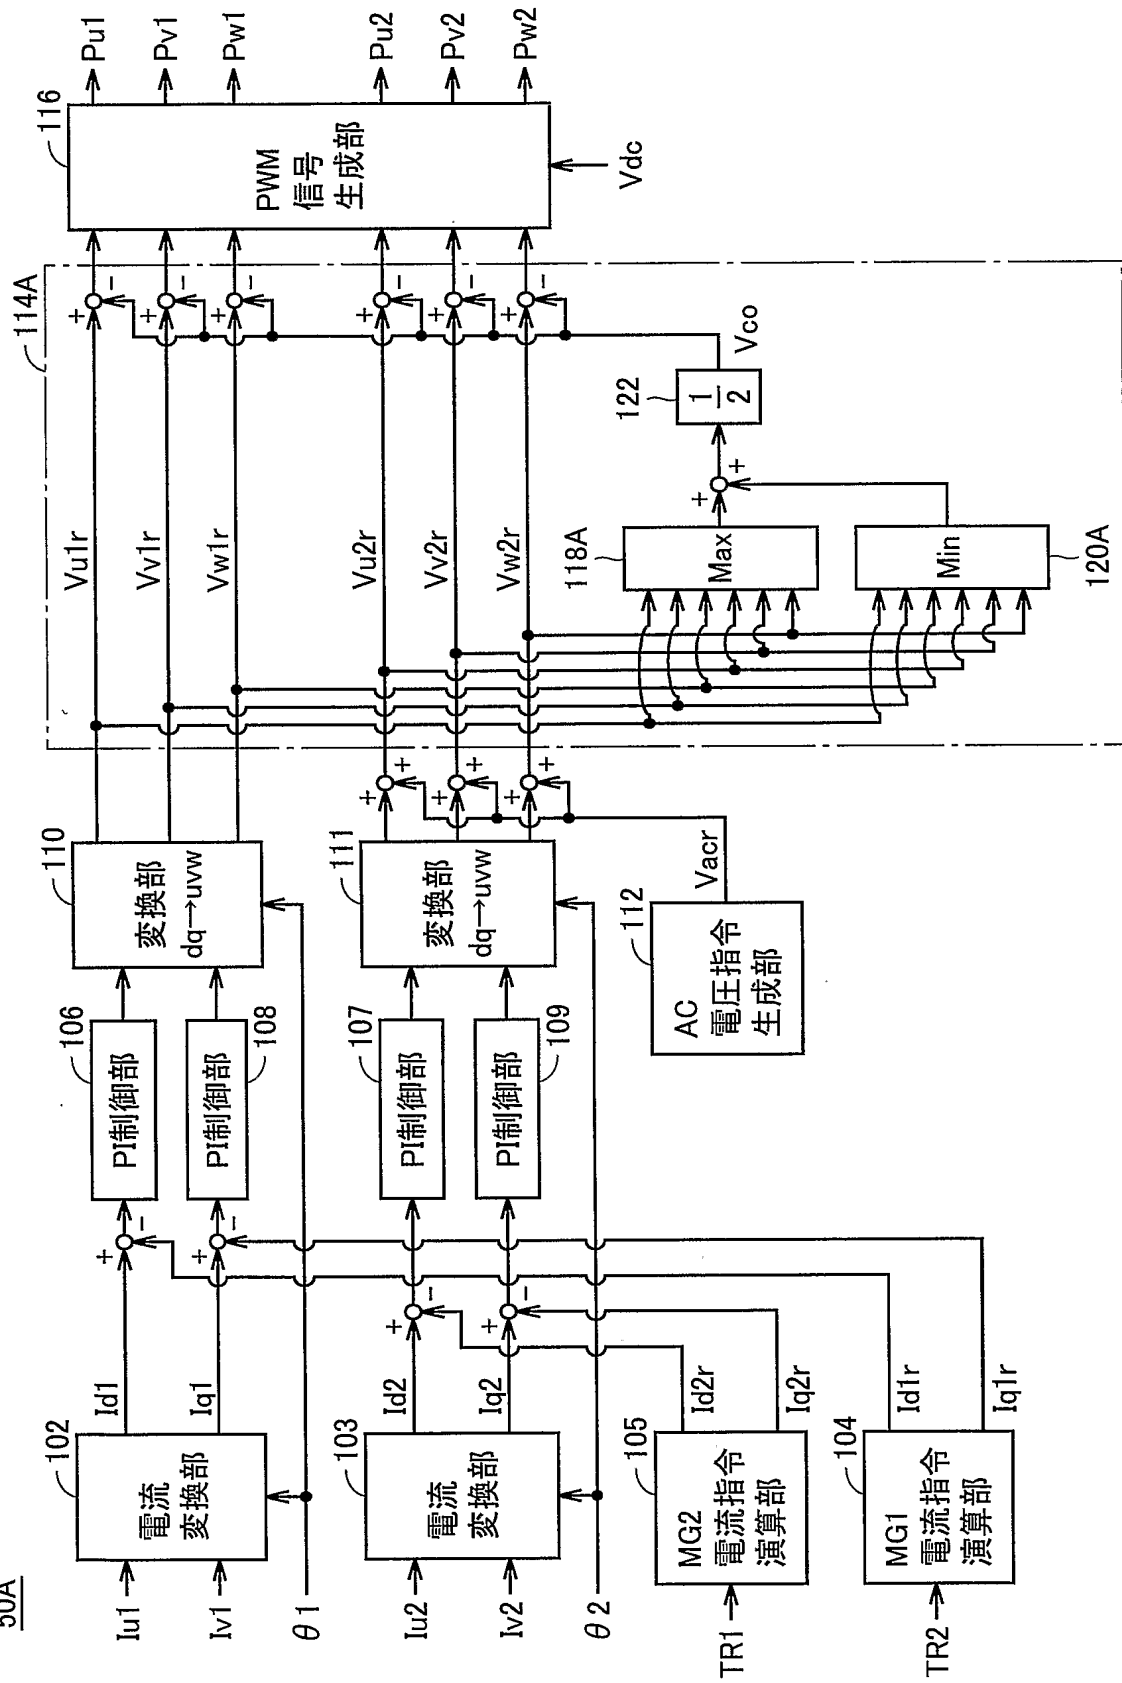 50A
Iu1
Iv1
θ1
Iu2
Iv2
θ2
TR1
TR2
102
電流
変換部
103
電流
変換部
105
MG2
電流指令
演算部
104
MG1
電流指令
演算部
Id1
Iq1
Id2
Iq2
Id2r
Iq2r
Id1r
Iq1r
+
−
+
−
+
−
+
−
106
PI制御部
108
PI制御部
107
PI制御部
109
PI制御部
110
変換部
dq→uvw
111
変換部
dq→uvw
112
AC
電圧指令
生成部
Vacr
+
+
+
+
+
+
114A
Vu1r
Vv1r
Vw1r
Vu2r
Vv2r
Vw2r
118A
Max
Min
120A
+
+
122
1
2
Vco
+
−
+
−
+
−
+
−
+
−
+
−
116
PWM
信号
生成部
Vdc
Pu1
Pv1
Pw1
Pu2
Pv2
Pw2